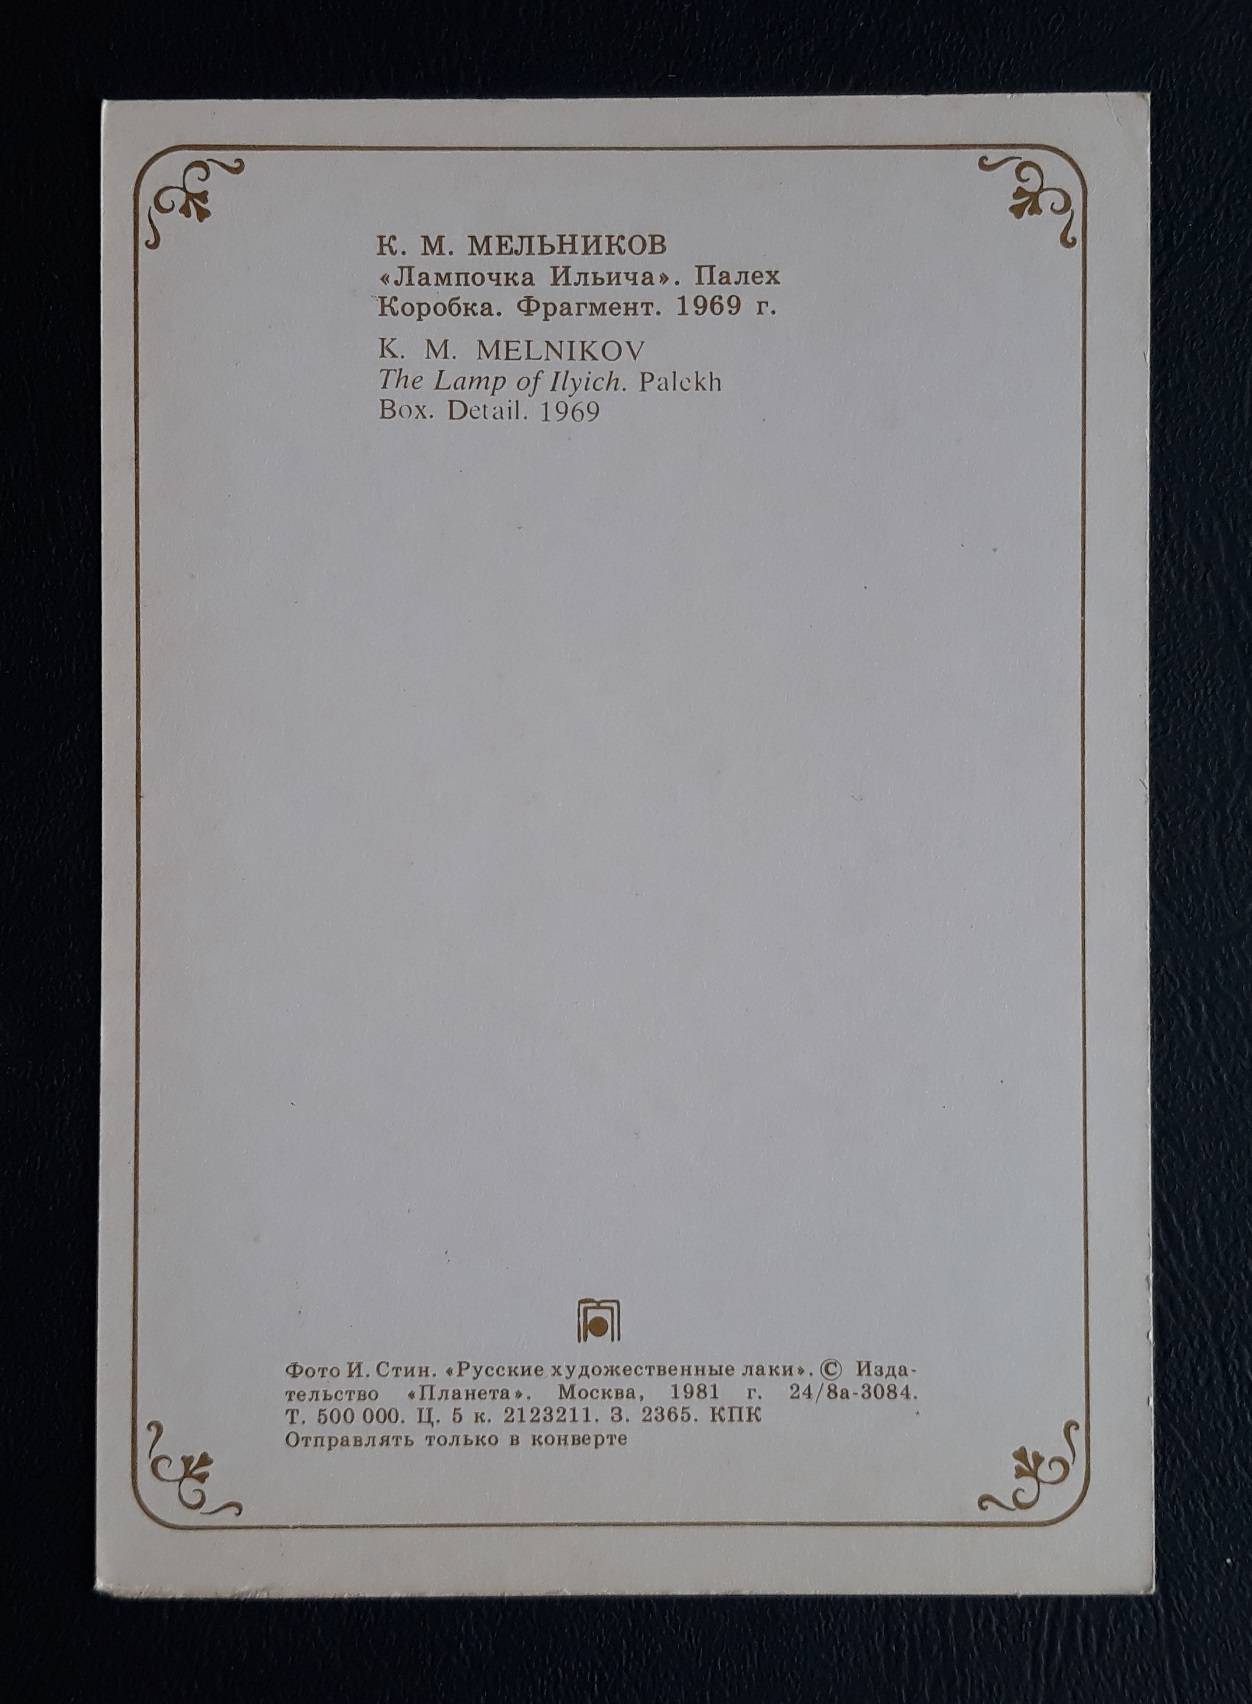 К. М. МЕЛЬНИКОВ
«Лампочка Ильича». Палех
Коробка. Фрагмент. 1969 г.
K. M. MELNIKOV
The Lamp of Ilyich. Palekh
Box. Detail. 1969
Фото И. Стин. «Русские художественные лаки». © Изда-
тельство «Планета». Москва, 1981 г. 24/8а-3084.
Т. 500 000. Ц. 5 к. 2123211. З. 2365. КПК
Отправлять только в конверте